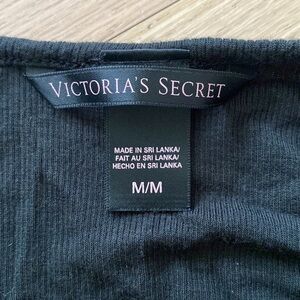 VICTORIA'S SECRET
MADE IN SRI LANKA/
FAIT AU SRI LANKA/
HECHO EN SRI LANKA
M/M